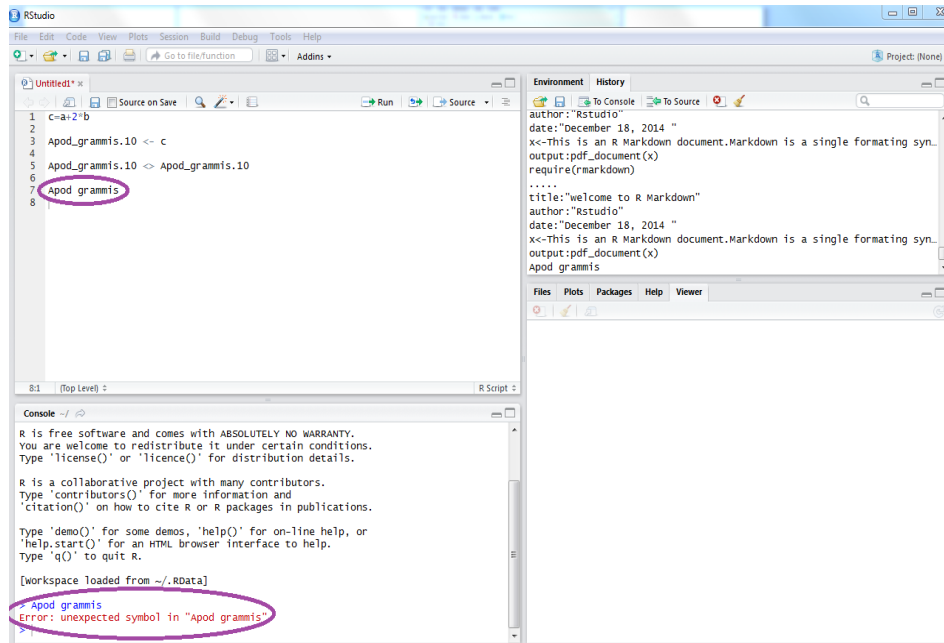 RStudio
File Edit Code View Plots Session Build Debug Tools Help
Go to file/function Addins Project: (None)
Untitled1* x
Source on Save Run Source
1 c=a+2*b
2
3 Apod_grammis.10 <- c
4
5 Apod_grammis.10 <> Apod_grammis.10
6
7 Apod grammis
8
8:1 (Top Level) R Script
Console ~/
R is free software and comes with ABSOLUTELY NO WARRANTY.
You are welcome to redistribute it under certain conditions.
Type 'license()' or 'licence()' for distribution details.
R is a collaborative project with many contributors.
Type 'contributors()' for more information and
'citation()' on how to cite R or R packages in publications.
Type 'demo()' for some demos, 'help()' for on-line help, or
'help.start()' for an HTML browser interface to help.
Type 'q()' to quit R.
[Workspace loaded from ~/.RData]
> Apod grammis
Error: unexpected symbol in "Apod grammis"
>
Environment History
To Console To Source
author:"Rstudio"
date:"December 18, 2014 "
x<-This is an R Markdown document.Markdown is a single formating syn…
output:pdf_document(x)
require(rmarkdown)
.....
title:"welcome to R Markdown"
author:"Rstudio"
date:"December 18, 2014 "
x<-This is an R Markdown document.Markdown is a single formating syn…
output:pdf_document(x)
Apod grammis
Files Plots Packages Help Viewer